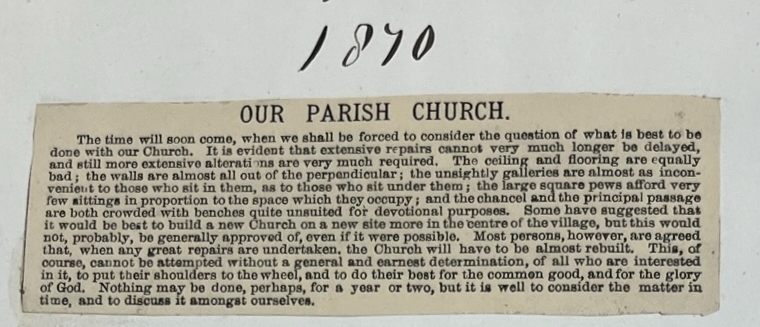 1870
OUR PARISH CHURCH.
The time will soon come, when we shall be forced to consider the question of what is best to be
done with our Church. It is evident that extensive repairs cannot very much longer be delayed,
and still more extensive alterations are very much required. The ceiling and flooring are equally
bad; the walls are almost all out of the perpendicular; the unsightly galleries are almost as incon-
venient to those who sit in them, as to those who sit under them; the large square pews afford very
few sittings in proportion to the space which they occupy; and the chancel and the principal passage
are both crowded with benches quite unsuited for devotional purposes. Some have suggested that
it would be best to build a new Church on a new site more in the centre of the village, but this would
not, probably, be generally approved of, even if it were possible. Most persons, however, are agreed
that, when any great repairs are undertaken, the Church will have to be almost rebuilt. This, of
course, cannot be attempted without a general and earnest determination, of all who are interested
in it, to put their shoulders to the wheel, and to do their best for the common good, and for the glory
of God. Nothing may be done, perhaps, for a year or two, but it is well to consider the matter in
time, and to discuss it amongst ourselves.